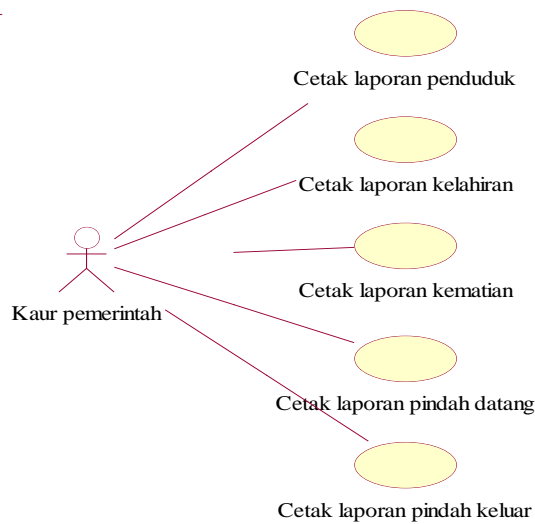 Cetak laporan penduduk
Cetak laporan kelahiran
Cetak laporan kematian
Kaur pemerintah
Cetak laporan pindah datang
Cetak laporan pindah keluar